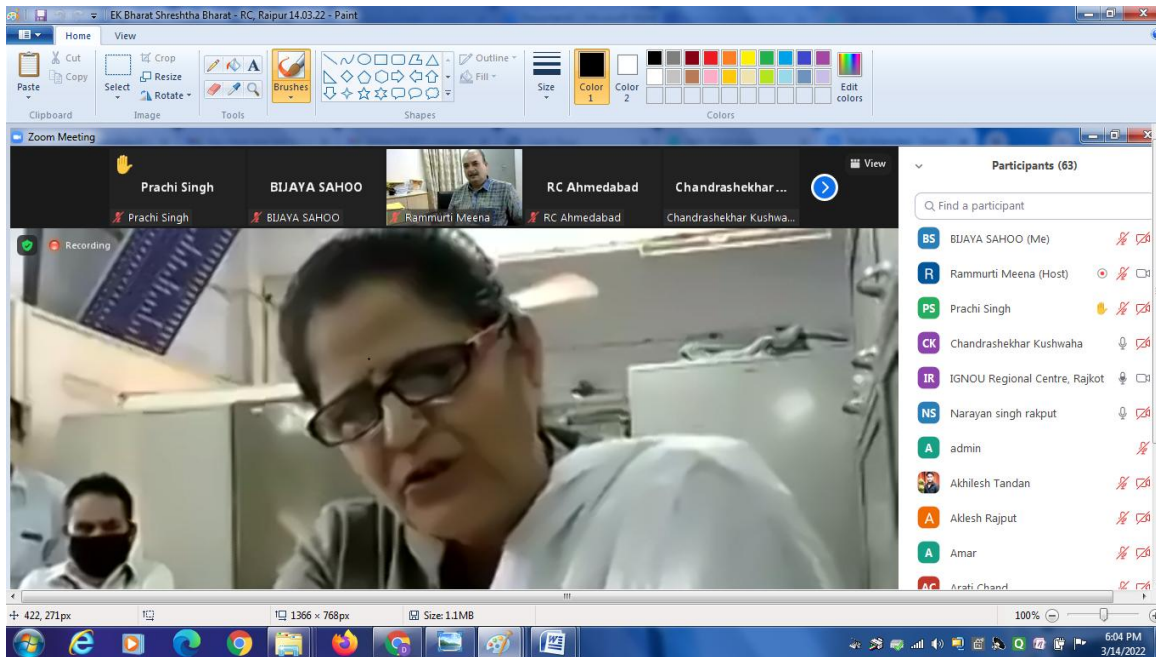 EK Bharat Shreshtha Bharat - RC, Raipur 14.03.22 - Paint
Home View
Cut
Copy
Paste
Clipboard
Select
Crop
Resize
Rotate
Image
A
Tools
Brushes
Shapes
Outline
Fill
Size
Color 1
Color 2
Edit colors
Colors
Zoom Meeting
Prachi Singh
Prachi Singh
BIJAYA SAHOO
BIJAYA SAHOO
Rammurti Meena
RC Ahmedabad
RC Ahmedabad
Chandrashekhar ...
Chandrashekhar Kushwa...
View
Recording
Participants (63)
Find a participant
BS BIJAYA SAHOO (Me)
R Rammurti Meena (Host)
PS Prachi Singh
CK Chandrashekhar Kushwaha
IR IGNOU Regional Centre, Rajkot
NS Narayan singh rakput
A admin
Akhilesh Tandan
A Aklesh Rajput
A Amar
AC Arati Chand
422, 271px
1366 × 768px
Size: 1.1MB
100%
6:04 PM
3/14/2022